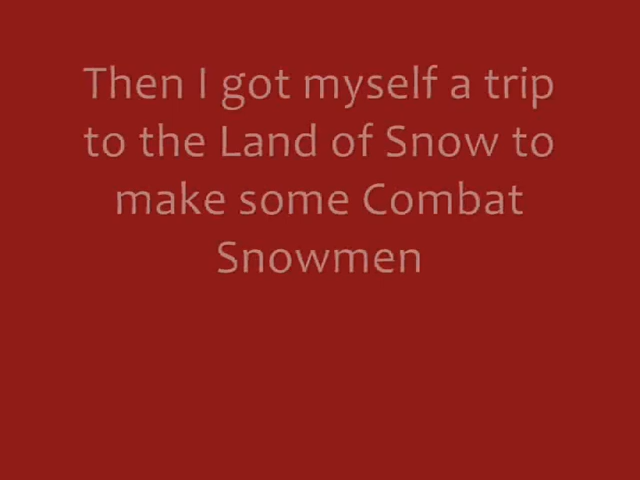 Then I got myself a trip
to the Land of Snow to
make some Combat
Snowmen